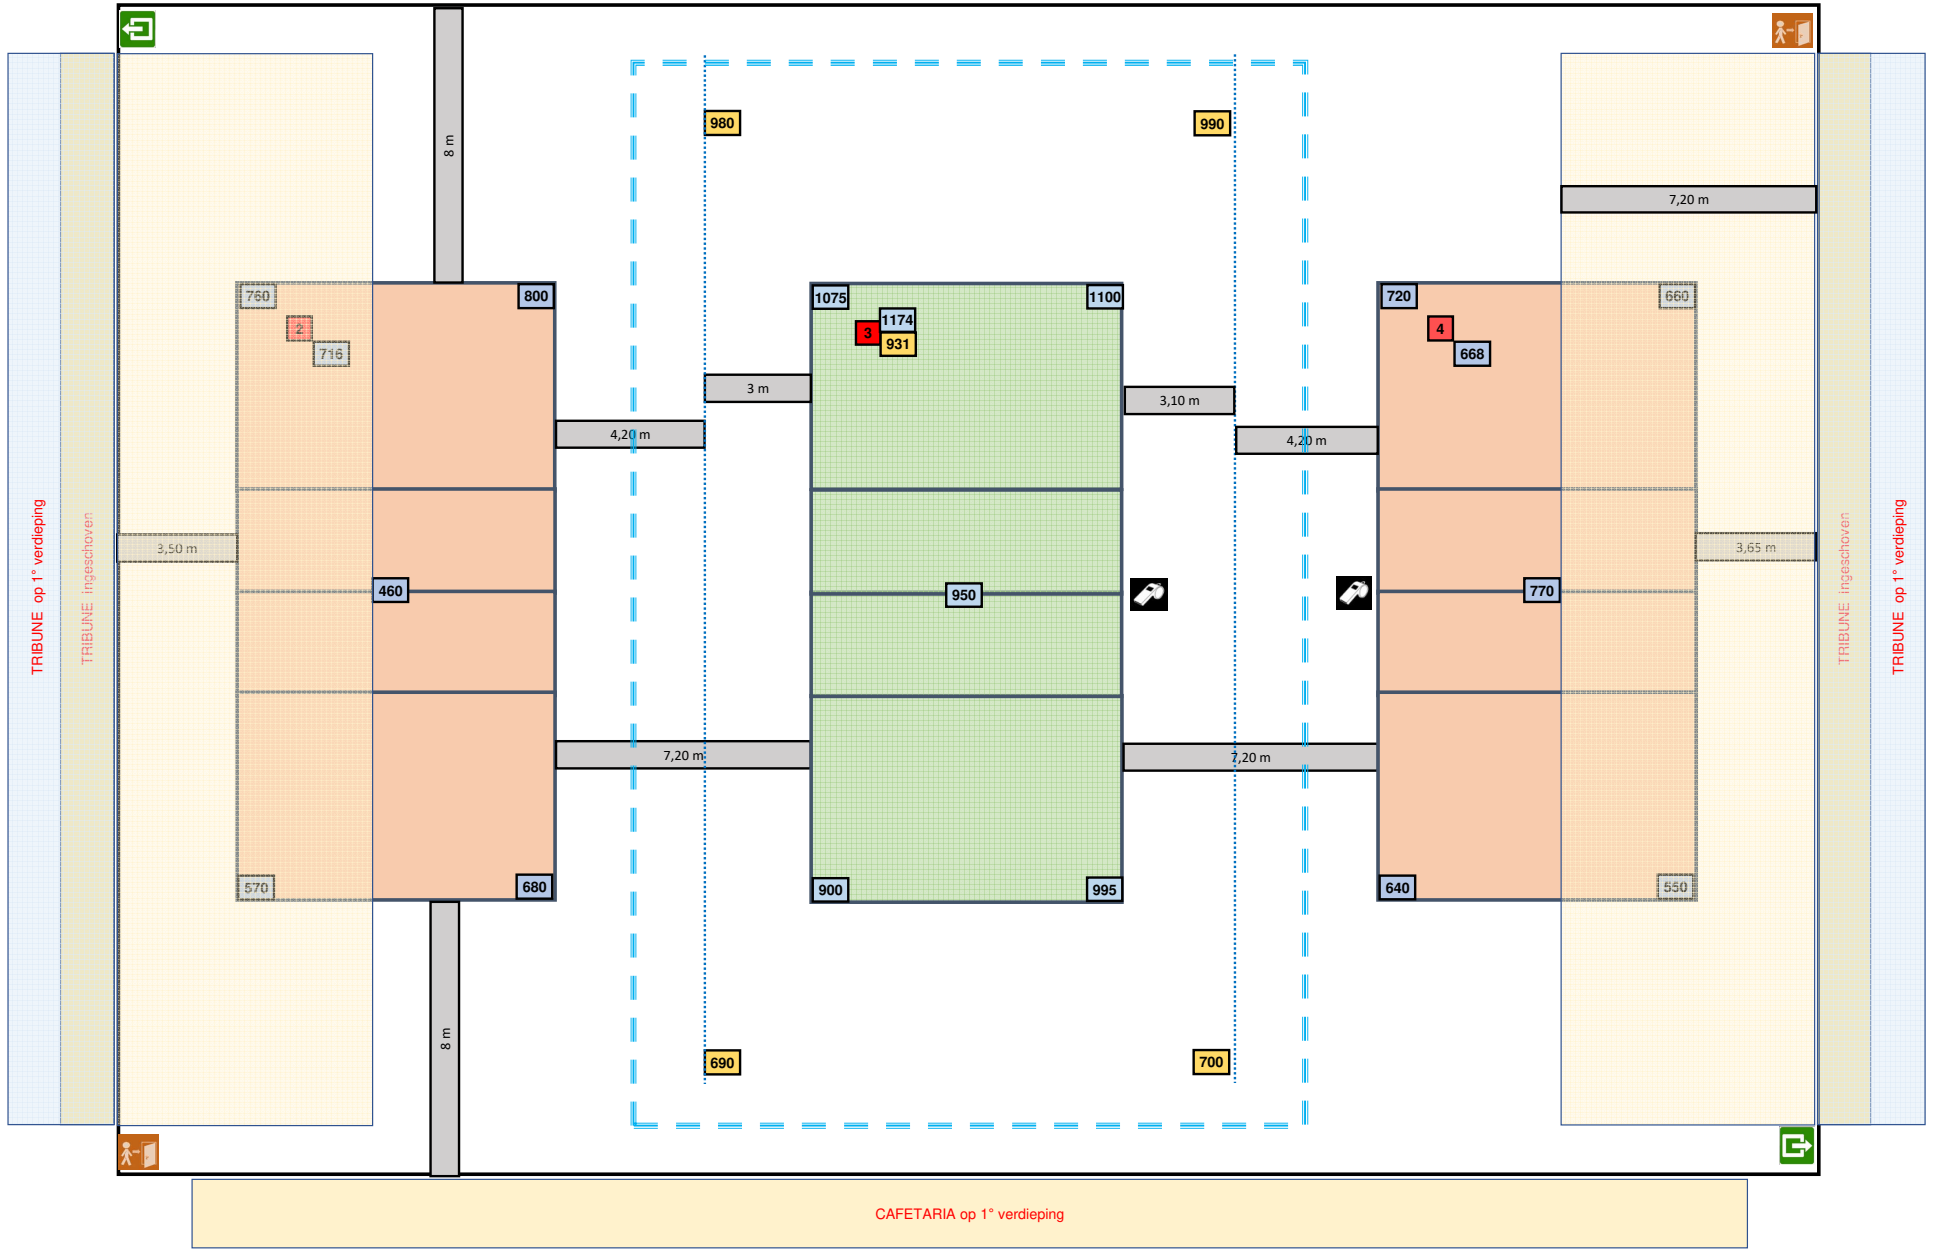 8 m
980
990
7,20 m
760
800
1075
1100
720
660
2
716
3
1174
931
4
668
3 m
3,10 m
4,20 m
4,20 m
3,50 m
3,65 m
460
950
770
TRIBUNE op 1° verdieping
TRIBUNE ingeschoven
TRIBUNE ingeschoven
TRIBUNE op 1° verdieping
7,20 m
7,20 m
570
680
900
995
640
550
8 m
690
700
CAFETARIA op 1° verdieping